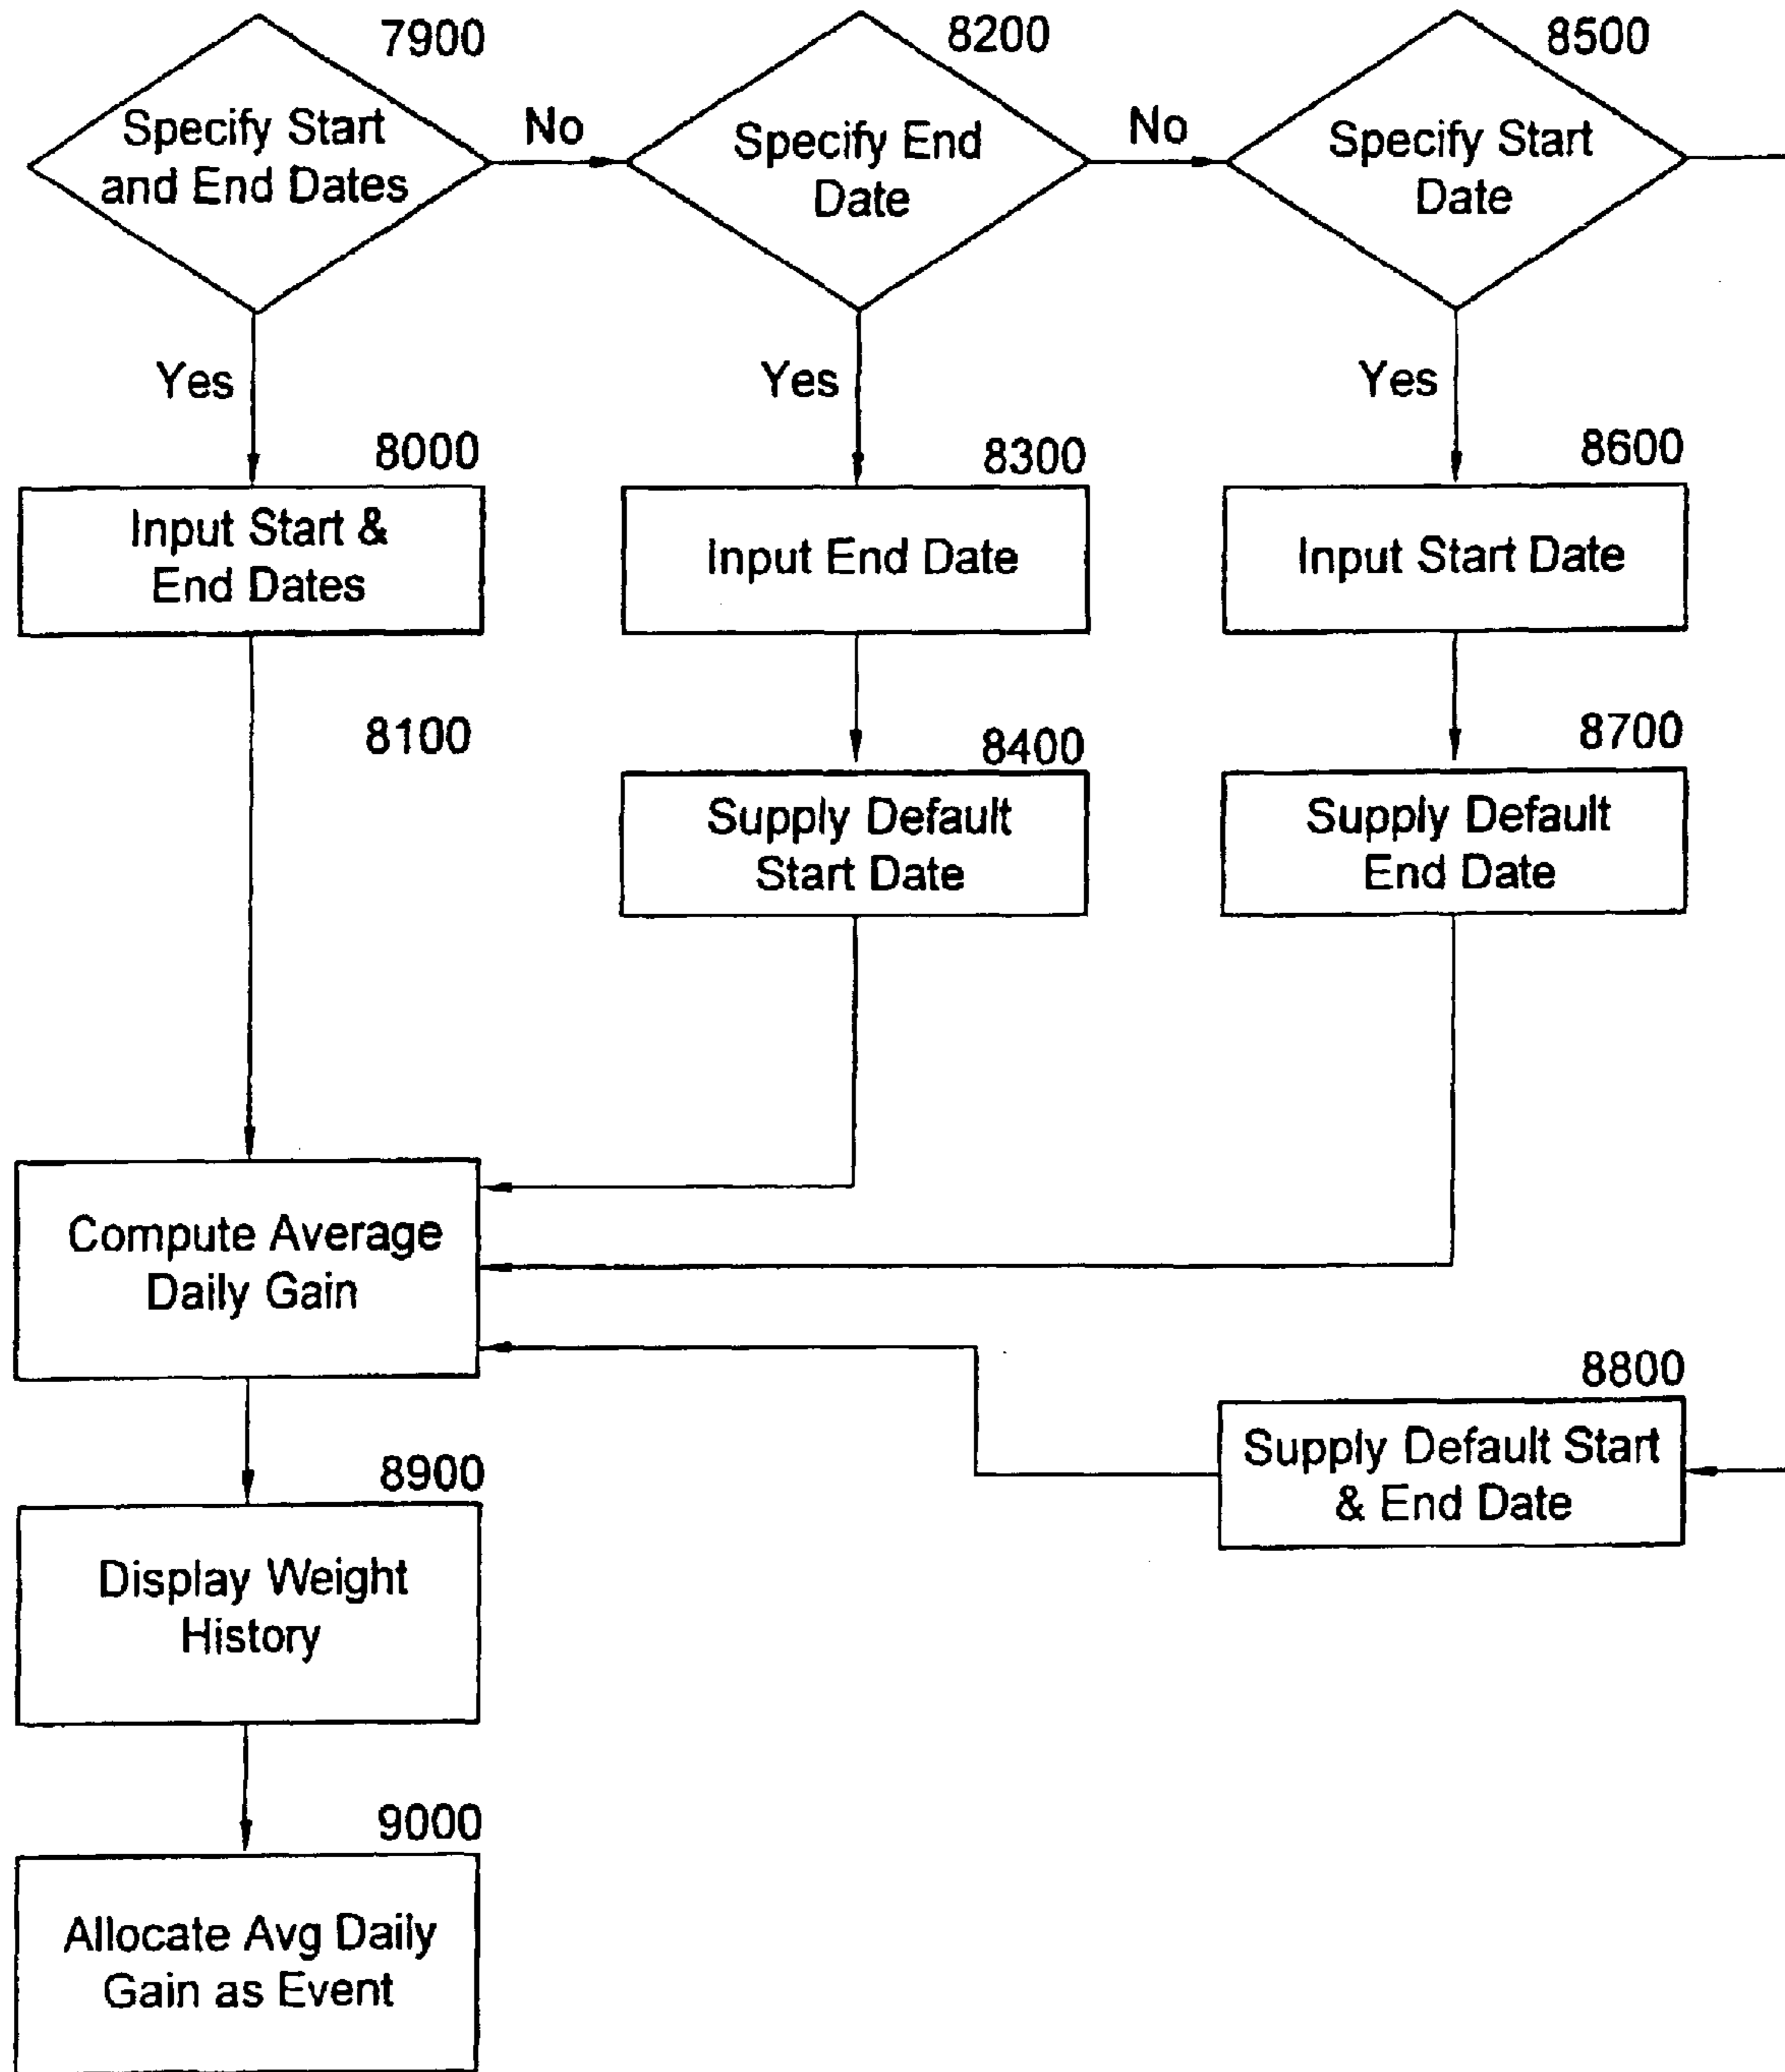 7900
Specify Start
and End Dates
No
8200
Specify End
Date
No
8500
Specify Start
Date
Yes
Yes
Yes
8000
Input Start &
End Dates
8300
Input End Date
8600
Input Start Date
8100
8400
Supply Default
Start Date
8700
Supply Default
End Date
Compute Average
Daily Gain
8800
Supply Default Start
& End Date
8900
Display Weight
History
9000
Allocate Avg Daily
Gain as Event